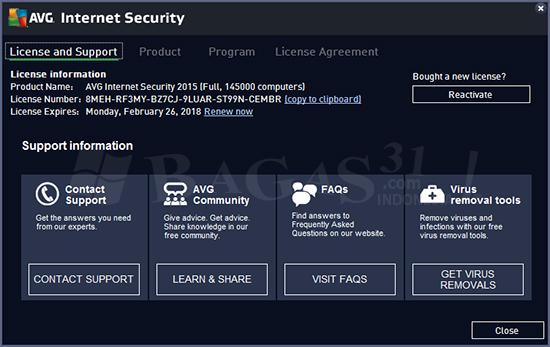 AVG. Internet Security
License and Support Product Program License Agreement
License information
Product Name: AVG Internet Security 2015 (Full, 145000 computers)
License Number: 8MEH-RF3MY-BZ7CJ-9LUAR-ST99N-CEMBR (copy to clipboard)
License Expires: Monday, February 26, 2018 Renew now
Bought a new license?
Reactivate
Support information
BAGAS31
.com
INDONESIA
Contact
Support
Get the answers you need
from our experts.
CONTACT SUPPORT
AVG
Community
Give advice. Get advice.
Share knowledge in our
free community.
LEARN & SHARE
FAQs
Find answers to
Frequently Asked
Questions on our website.
VISIT FAQS
Virus
removal tools
Remove viruses and
infections with our free
virus removal tools.
GET VIRUS
REMOVALS
Close